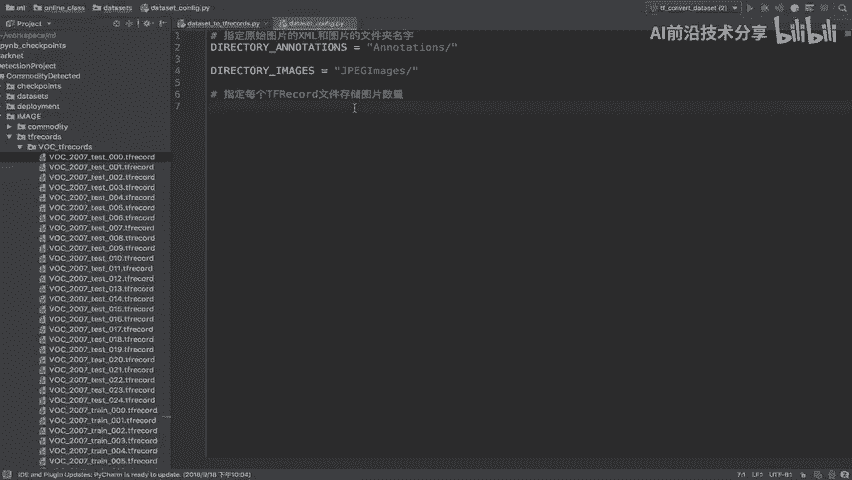 ml
online_class
datasets
dataset_config.py
tf_convert_dataset (2)
Project
dataset_to_tfrecords.py
dataset_config.py
AI前沿技术分享
bilibili
~/workspace/ml
pynb_checkpoints
arknet
etectionProject
CommodityDetected
checkpoints
datasets
deployment
IMAGE
commodity
tfrecords
VOC_tfrecords
VOC_2007_test_000.tfrecord
VOC_2007_test_001.tfrecord
VOC_2007_test_002.tfrecord
VOC_2007_test_003.tfrecord
VOC_2007_test_004.tfrecord
VOC_2007_test_005.tfrecord
VOC_2007_test_006.tfrecord
VOC_2007_test_007.tfrecord
VOC_2007_test_008.tfrecord
VOC_2007_test_009.tfrecord
VOC_2007_test_010.tfrecord
VOC_2007_test_011.tfrecord
VOC_2007_test_012.tfrecord
VOC_2007_test_013.tfrecord
VOC_2007_test_014.tfrecord
VOC_2007_test_015.tfrecord
VOC_2007_test_016.tfrecord
VOC_2007_test_017.tfrecord
VOC_2007_test_018.tfrecord
VOC_2007_test_019.tfrecord
VOC_2007_test_020.tfrecord
VOC_2007_test_021.tfrecord
VOC_2007_test_022.tfrecord
VOC_2007_test_023.tfrecord
VOC_2007_test_024.tfrecord
VOC_2007_train_000.tfrecord
VOC_2007_train_001.tfrecord
VOC_2007_train_002.tfrecord
VOC_2007_train_003.tfrecord
VOC_2007_train_004.tfrecord
VOC_2007_train_005.tfrecord
1 # 指定原始图片的XML和图片的文件夹名字
2 DIRECTORY_ANNOTATIONS = "Annotations/"
3
4 DIRECTORY_IMAGES = "JPEGImages/"
5
6 # 指定每个TFRecord文件存储图片数量
7
IDE and Plugin Updates: PyCharm is ready to update. (2018/9/18 下午10:04)
7:1 LF÷ UTF-8÷